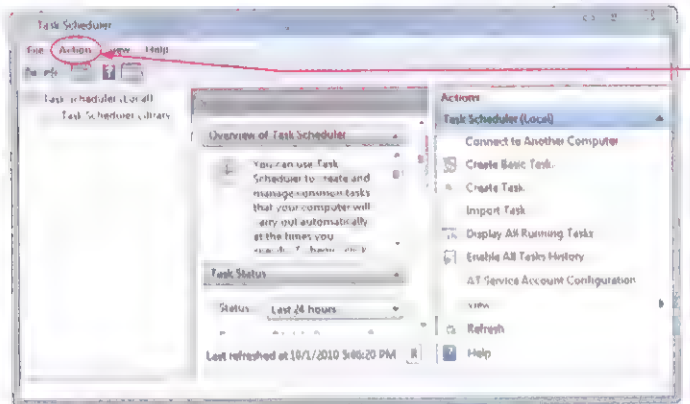 Task Scheduler
File Action View Help
Task Scheduler (Local)
Task Scheduler Library
Overview of Task Scheduler
You can use Task
Scheduler to create and
manage common tasks
that your computer will
carry out automatically
at the times you
Task Status
Status Last 24 hours
Last refreshed at 10/1/2010 5:46:20 PM
Actions
Task Scheduler (Local)
Connect to Another Computer
Create Basic Task...
Create Task
Import Task
Display All Running Tasks
Enable All Tasks History
AT Service Account Configuration
View
Refresh
Help